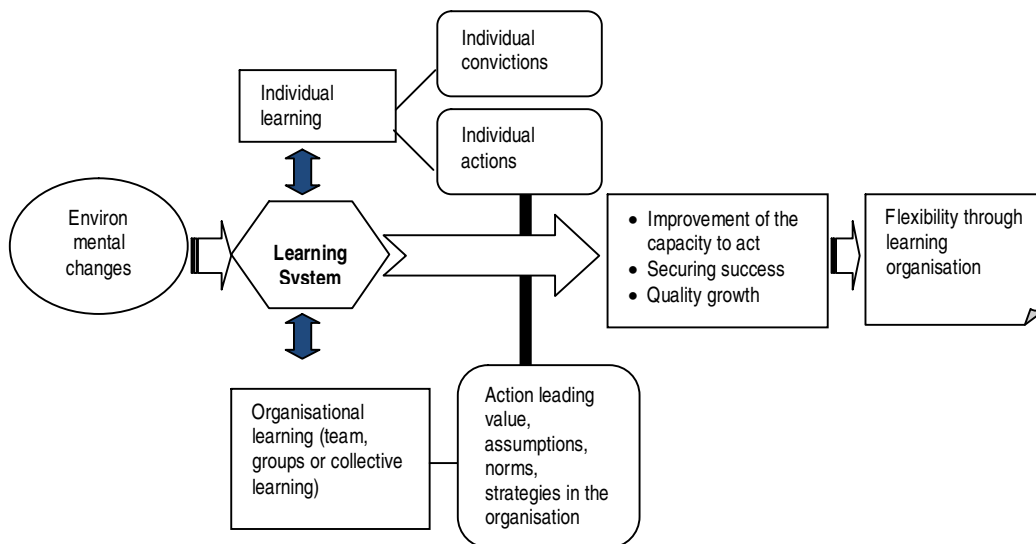 Individual
convictions
Individual
learning
Individual
actions
Environ
mental
changes
Learning
System
• Improvement of the
capacity to act
• Securing success
• Quality growth
Flexibility through
learning
organisation
Organisational
learning (team,
groups or collective
learning)
Action leading
value,
assumptions,
norms,
strategies in the
organisation